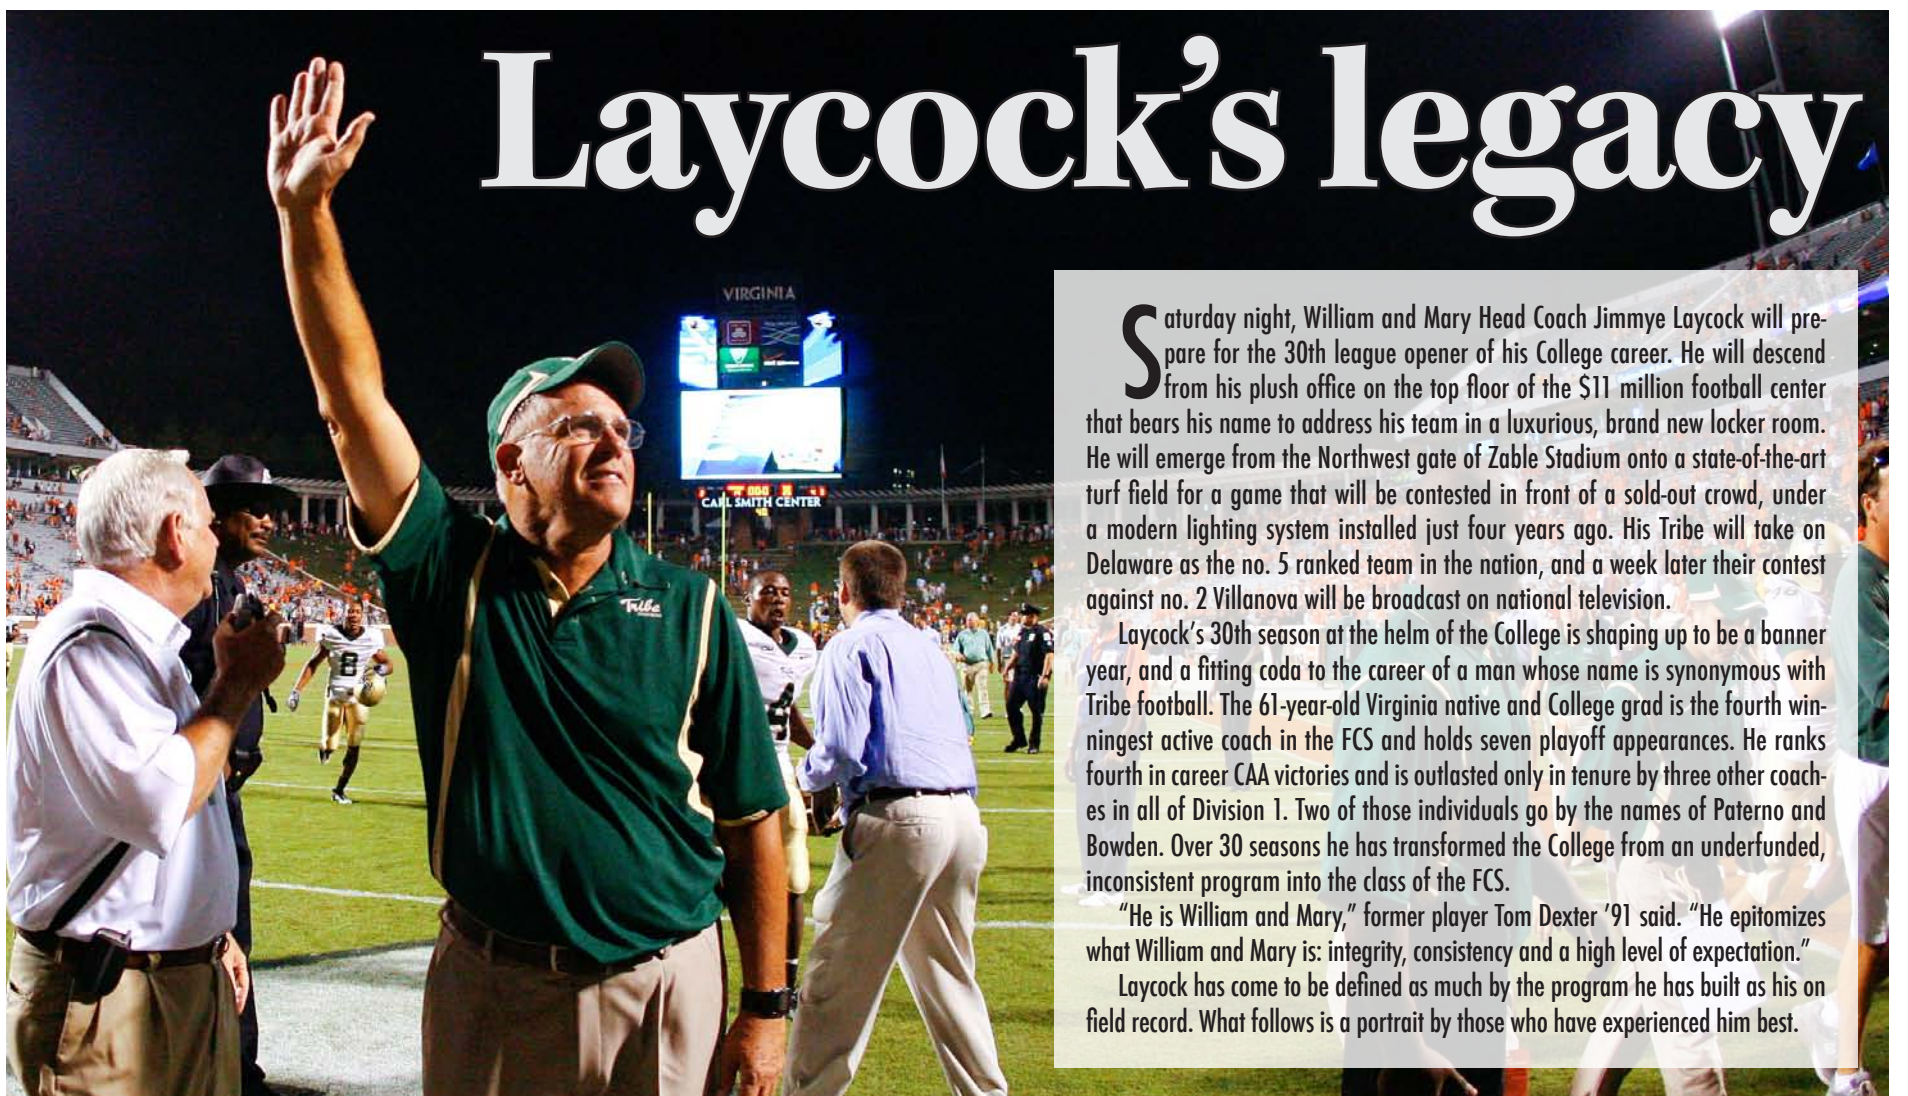 Laycock's legacy
VIRGINIA
CARL SMITH CENTER
Tribe
8
Saturday night, William and Mary Head Coach Jimmye Laycock will pre-
pare for the 30th league opener of his College career. He will descend
from his plush office on the top floor of the $11 million football center
that bears his name to address his team in a luxurious, brand new locker room.
He will emerge from the Northwest gate of Zable Stadium onto a state-of-the-art
turf field for a game that will be contested in front of a sold-out crowd, under
a modern lighting system installed just four years ago. His Tribe will take on
Delaware as the no. 5 ranked team in the nation, and a week later their contest
against no. 2 Villanova will be broadcast on national television.
Laycock's 30th season at the helm of the College is shaping up to be a banner
year, and a fitting coda to the career of a man whose name is synonymous with
Tribe football. The 61-year-old Virginia native and College grad is the fourth win-
ningest active coach in the FCS and holds seven playoff appearances. He ranks
fourth in career CAA victories and is outlasted only in tenure by three other coach-
es in all of Division 1. Two of those individuals go by the names of Paterno and
Bowden. Over 30 seasons he has transformed the College from an underfunded,
inconsistent program into the class of the FCS.
“He is William and Mary,” former player Tom Dexter ’91 said. “He epitomizes
what William and Mary is: integrity, consistency and a high level of expectation.”
Laycock has come to be defined as much by the program he has built as his on
field record. What follows is a portrait by those who have experienced him best.